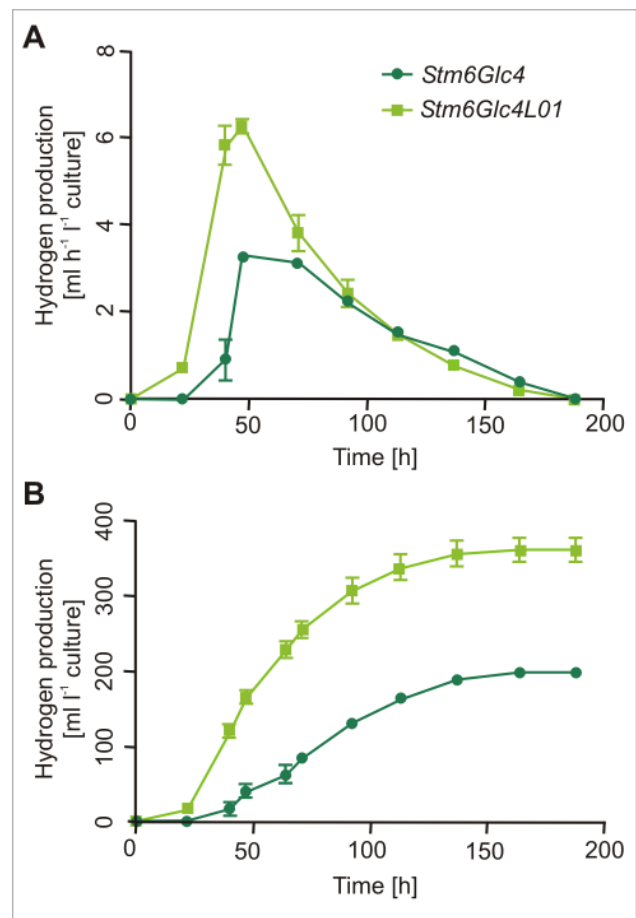 A
8
6
4
2
0
Hydrogen production
[ml h⁻¹ l⁻¹ culture]
Stm6Glc4
Stm6Glc4L01
0 50 100 150 200
Time [h]
B
400
300
200
100
0
Hydrogen production
[ml l⁻¹ culture]
0 50 100 150 200
Time [h]